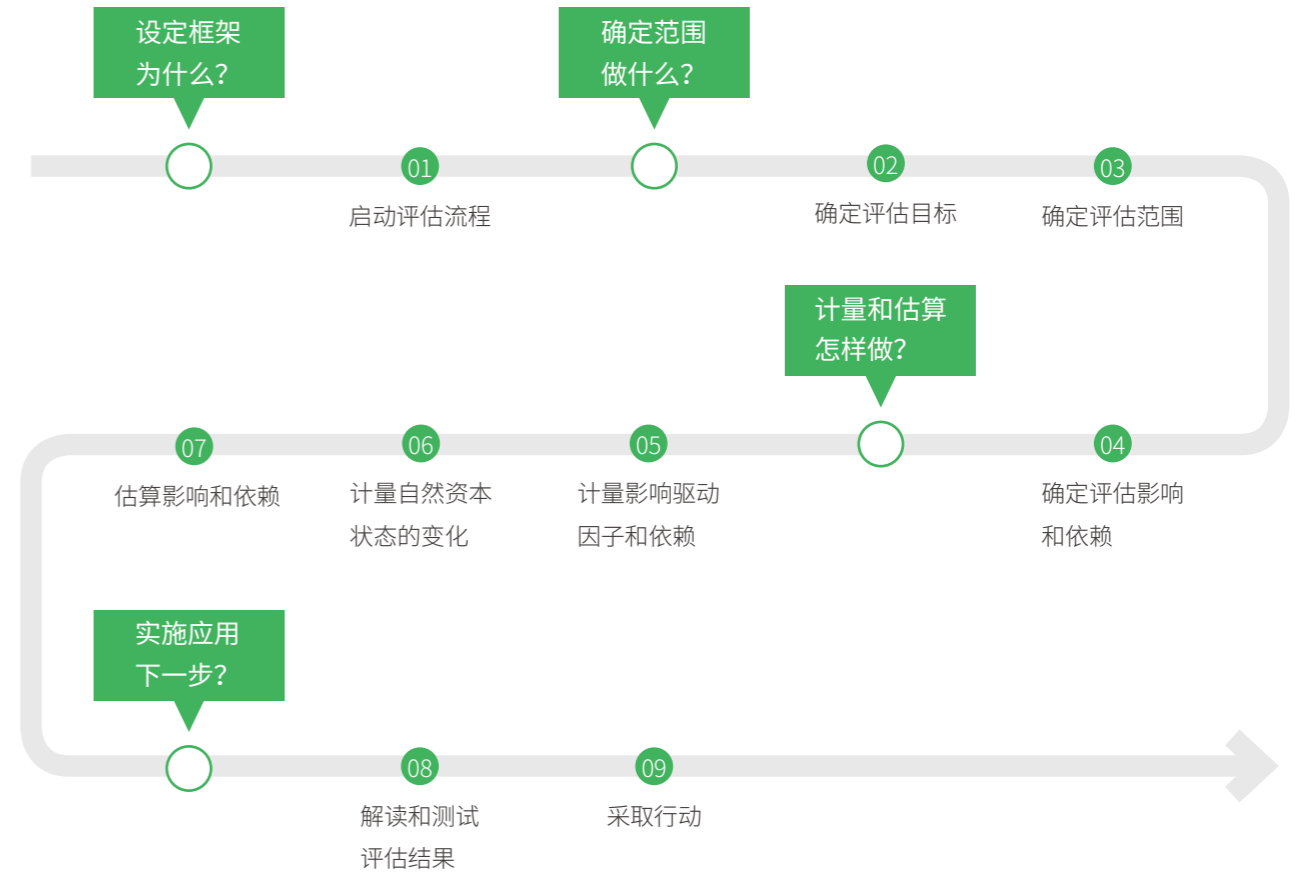 设定框架
为什么？
01
启动评估流程
确定范围
做什么？
02
确定评估目标
03
确定评估范围
04
确定评估影响
和依赖
计量和估算
怎样做？
05
计量影响驱动
因子和依赖
06
计量自然资本
状态的变化
07
估算影响和依赖
实施应用
下一步？
08
解读和测试
评估结果
09
采取行动